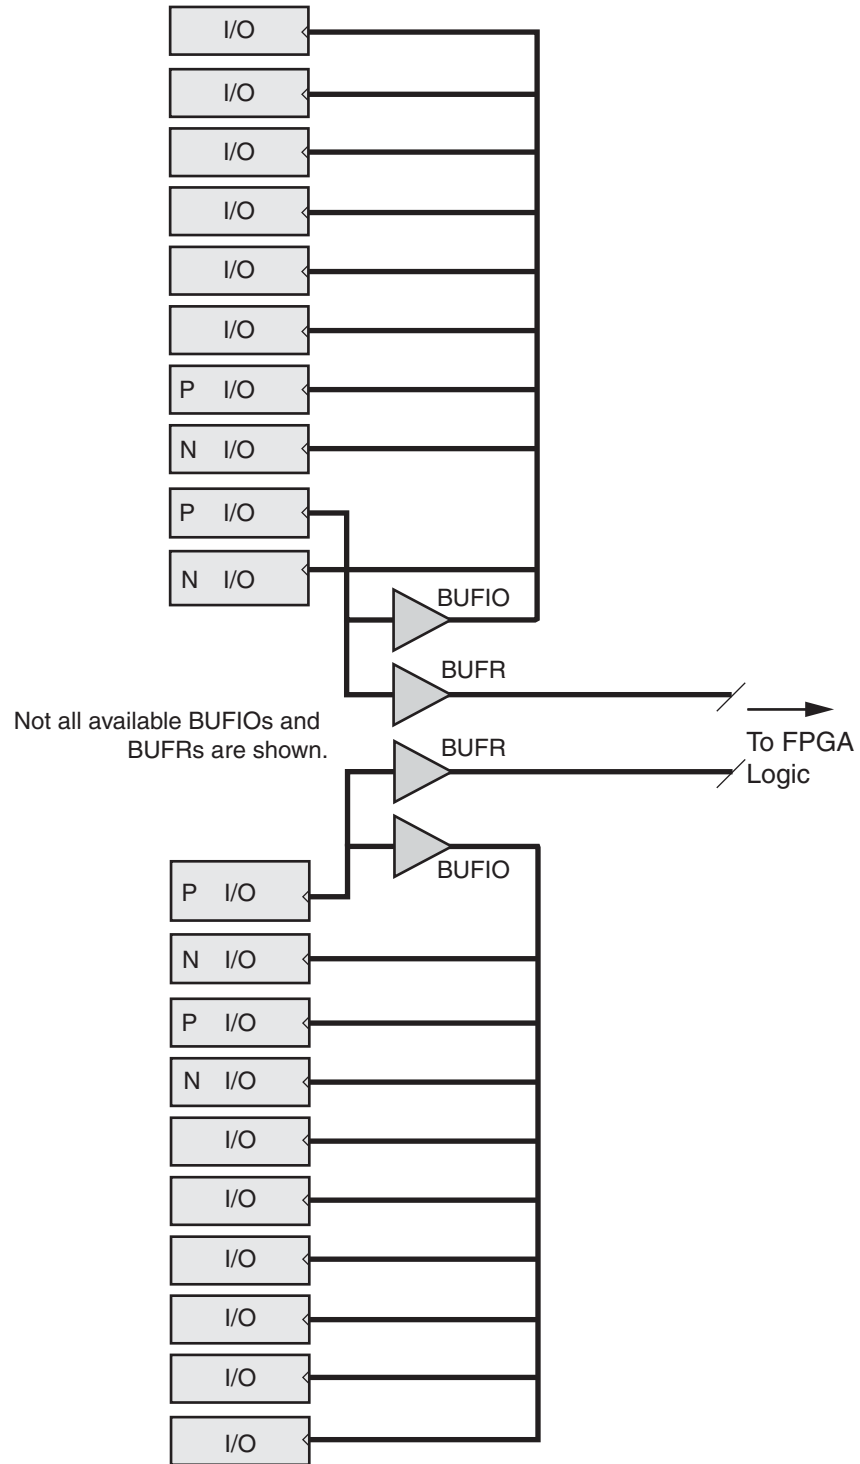 I/O
I/O
I/O
I/O
I/O
I/O
P I/O
N I/O
P I/O
N I/O
BUFIO
BUFR
Not all available BUFIOs and
BUFRs are shown.
BUFR
To FPGA
Logic
BUFIO
P I/O
N I/O
P I/O
N I/O
I/O
I/O
I/O
I/O
I/O
I/O